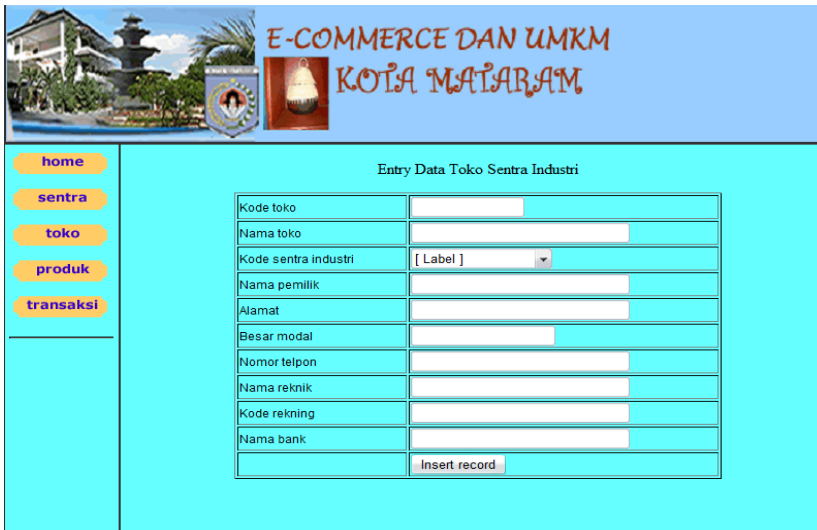 E-COMMERCE DAN UMKM
KOTA MATARAM
home
sentra
toko
produk
transaksi
Entry Data Toko Sentra Industri
Kode toko
Nama toko
Kode sentra industri [ Label ]
Nama pemilik
Alamat
Besar modal
Nomor telpon
Nama reknik
Kode rekning
Nama bank
Insert record